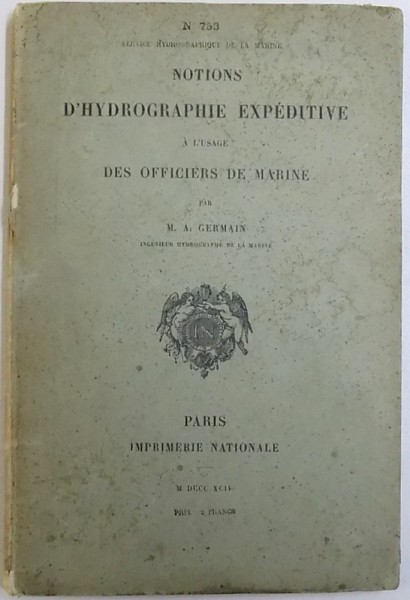 N 753
SERVICE HYDROGRAPHIQUE DE LA MARINE
NOTIONS
D'HYDROGRAPHIE EXPÉDITIVE
À L'USAGE
DES OFFICIERS DE MARINE
PAR
M. A. GERMAIN
INGÉNIEUR HYDROGRAPHE DE LA MARINE
IN
PARIS
IMPRIMERIE NATIONALE
M DCCC
PRIX : 2 FRANCS